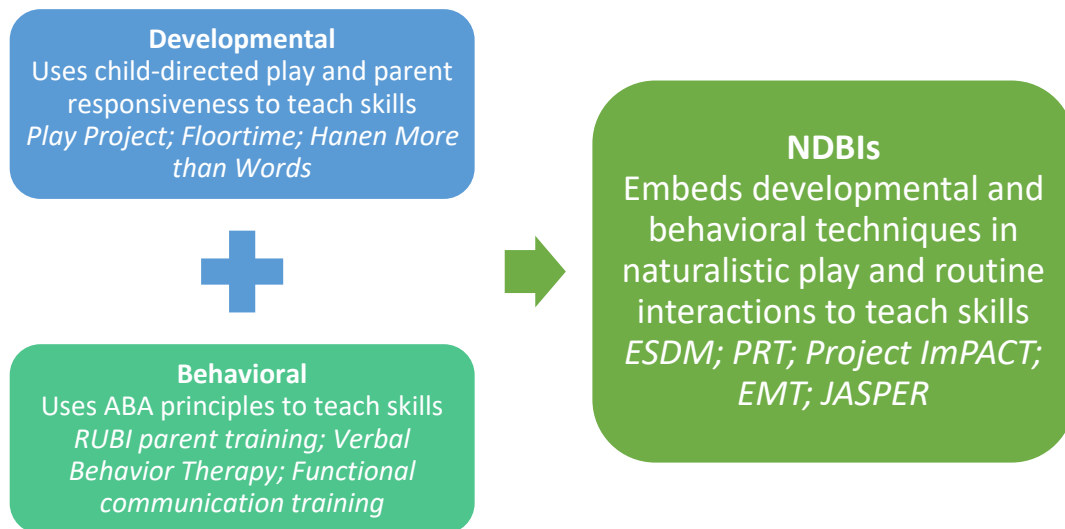 Developmental
Uses child-directed play and parent
responsiveness to teach skills
Play Project; Floortime; Hanen More
than Words
Behavioral
Uses ABA principles to teach skills
RUBI parent training; Verbal
Behavior Therapy; Functional
communication training
NDBIs
Embeds developmental and
behavioral techniques in
naturalistic play and routine
interactions to teach skills
ESDM; PRT; Project ImPACT;
EMT; JASPER